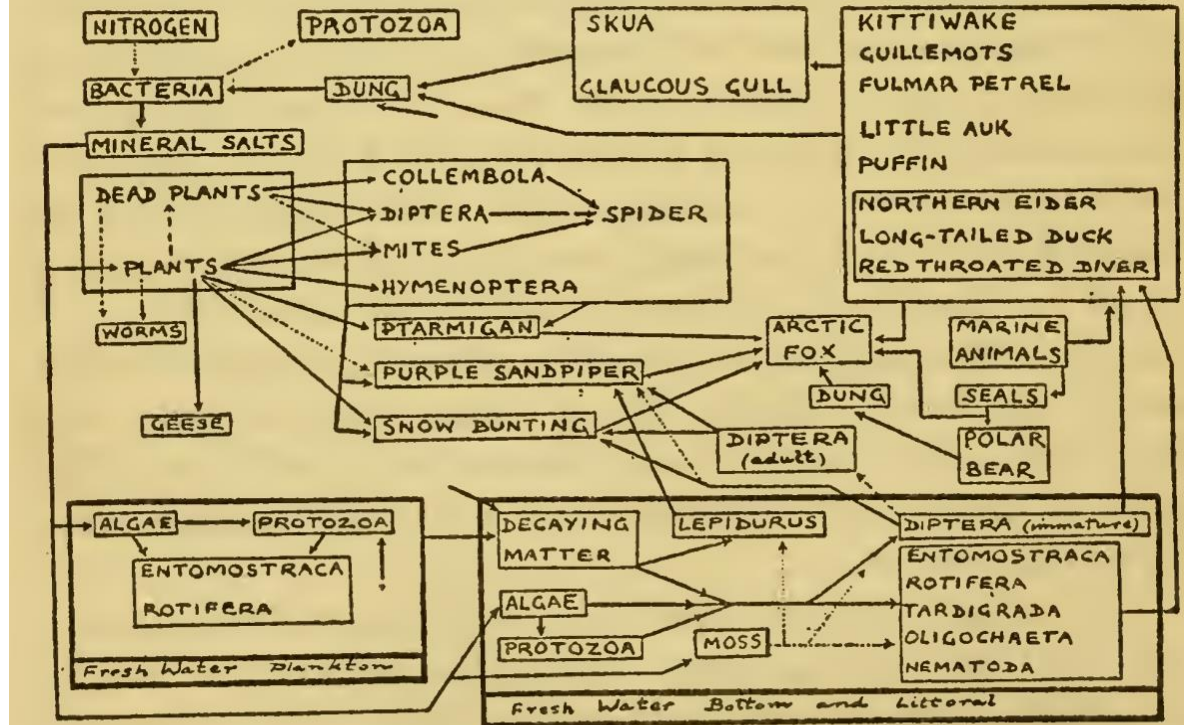 NITROGEN
PROTOZOA
SKUA
GLAUCOUS GULL
KITTIWAKE
GUILLEMOTS
FULMAR PETREL
LITTLE AUK
PUFFIN
NORTHERN EIDER
LONG-TAILED DUCK
RED THROATED DIVER
BACTERIA
DUNG
MINERAL SALTS
DEAD PLANTS
PLANTS
WORMS
GEESE
COLLEMBOLA
DIPTERA
MITES
HYMENOPTERA
SPIDER
PTARMIGAN
PURPLE SANDPIPER
SNOW BUNTING
ARCTIC
FOX
MARINE
ANIMALS
DUNG
SEALS
POLAR
BEAR
DIPTERA
(adult)
ALGAE
PROTOZOA
ENTOMOSTRACA
ROTIFERA
Fresh Water Plankton
DECAYING
MATTER
LEPIDURUS
DIPTERA (immature)
ALGAE
PROTOZOA
MOSS
ENTOMOSTRACA
ROTIFERA
TARDIGRADA
OLIGOCHAETA
NEMATODA
Fresh Water Bottom and Littoral